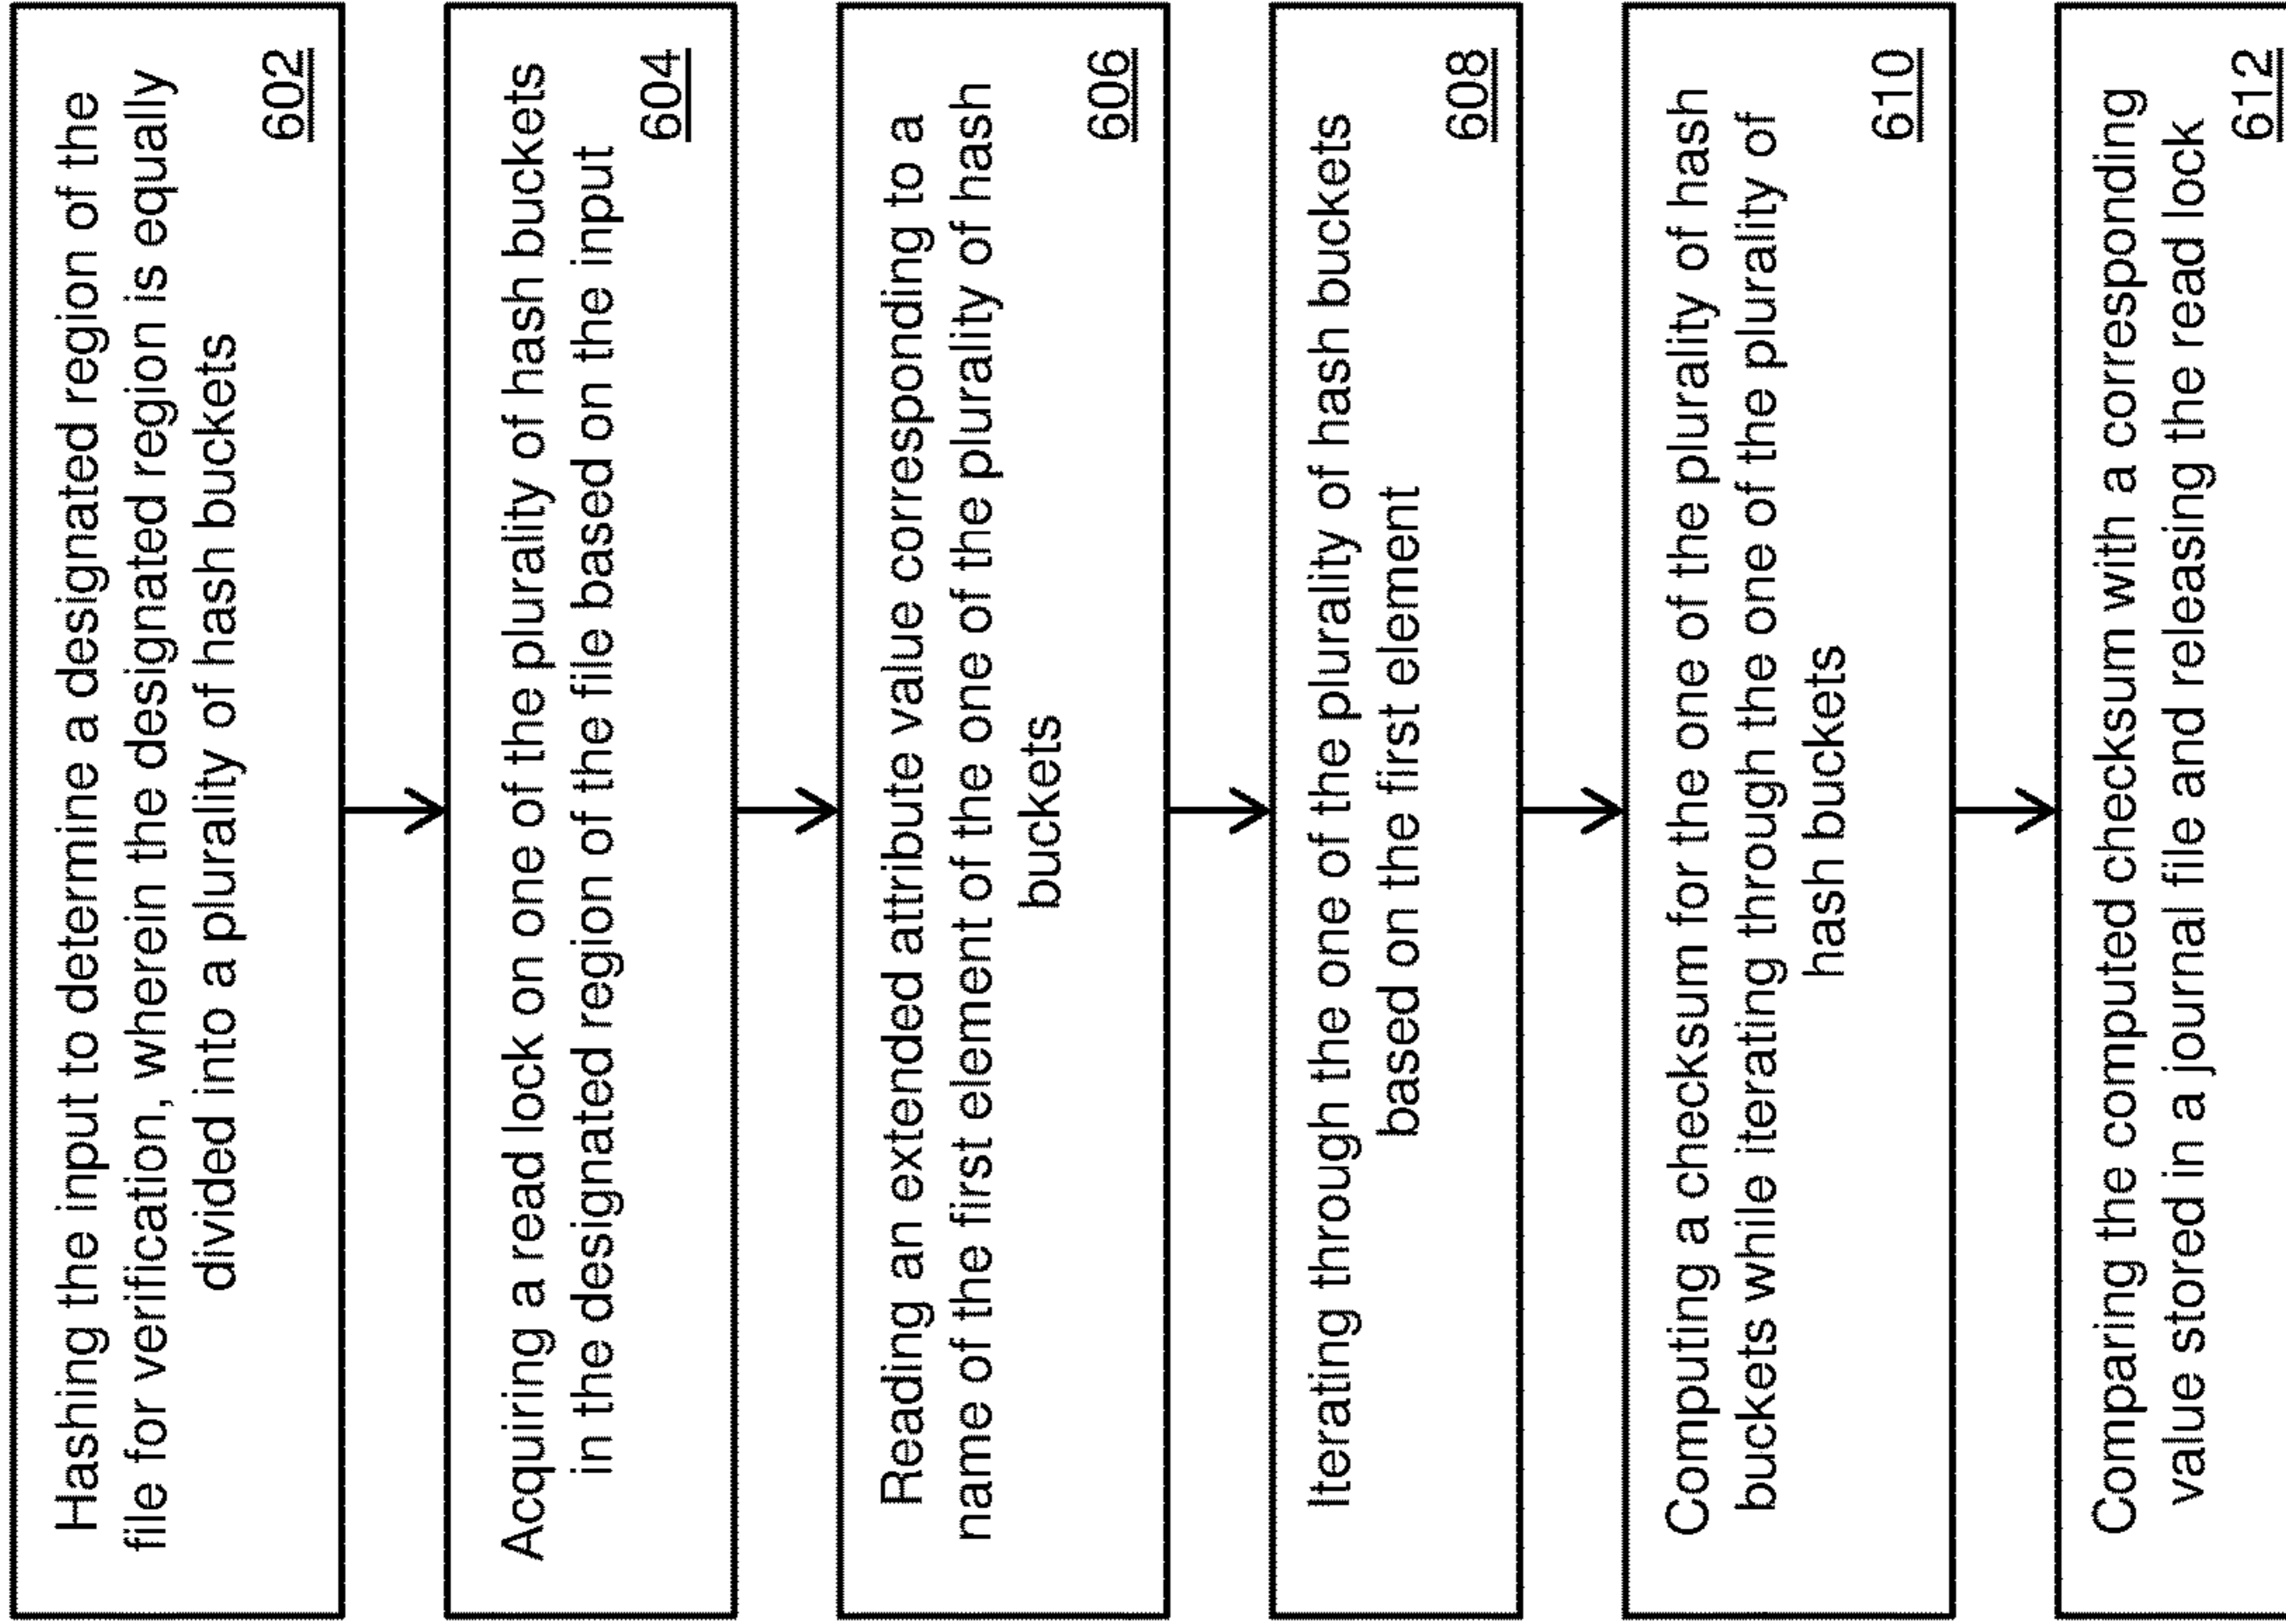 Hashing the input to determine a designated region of the
file for verification, wherein the designated region is equally
divided into a plurality of hash buckets
602
Acquiring a read lock on one of the plurality of hash buckets
in the designated region of the file based on the input
604
Reading an extended attribute value corresponding to a
name of the first element of the one of the plurality of hash
buckets
606
Iterating through the one of the plurality of hash buckets
based on the first element
608
Computing a checksum for the one of the plurality of hash
buckets while iterating through the one of the plurality of
hash buckets
610
Comparing the computed checksum with a corresponding
value stored in a journal file and releasing the read lock
612